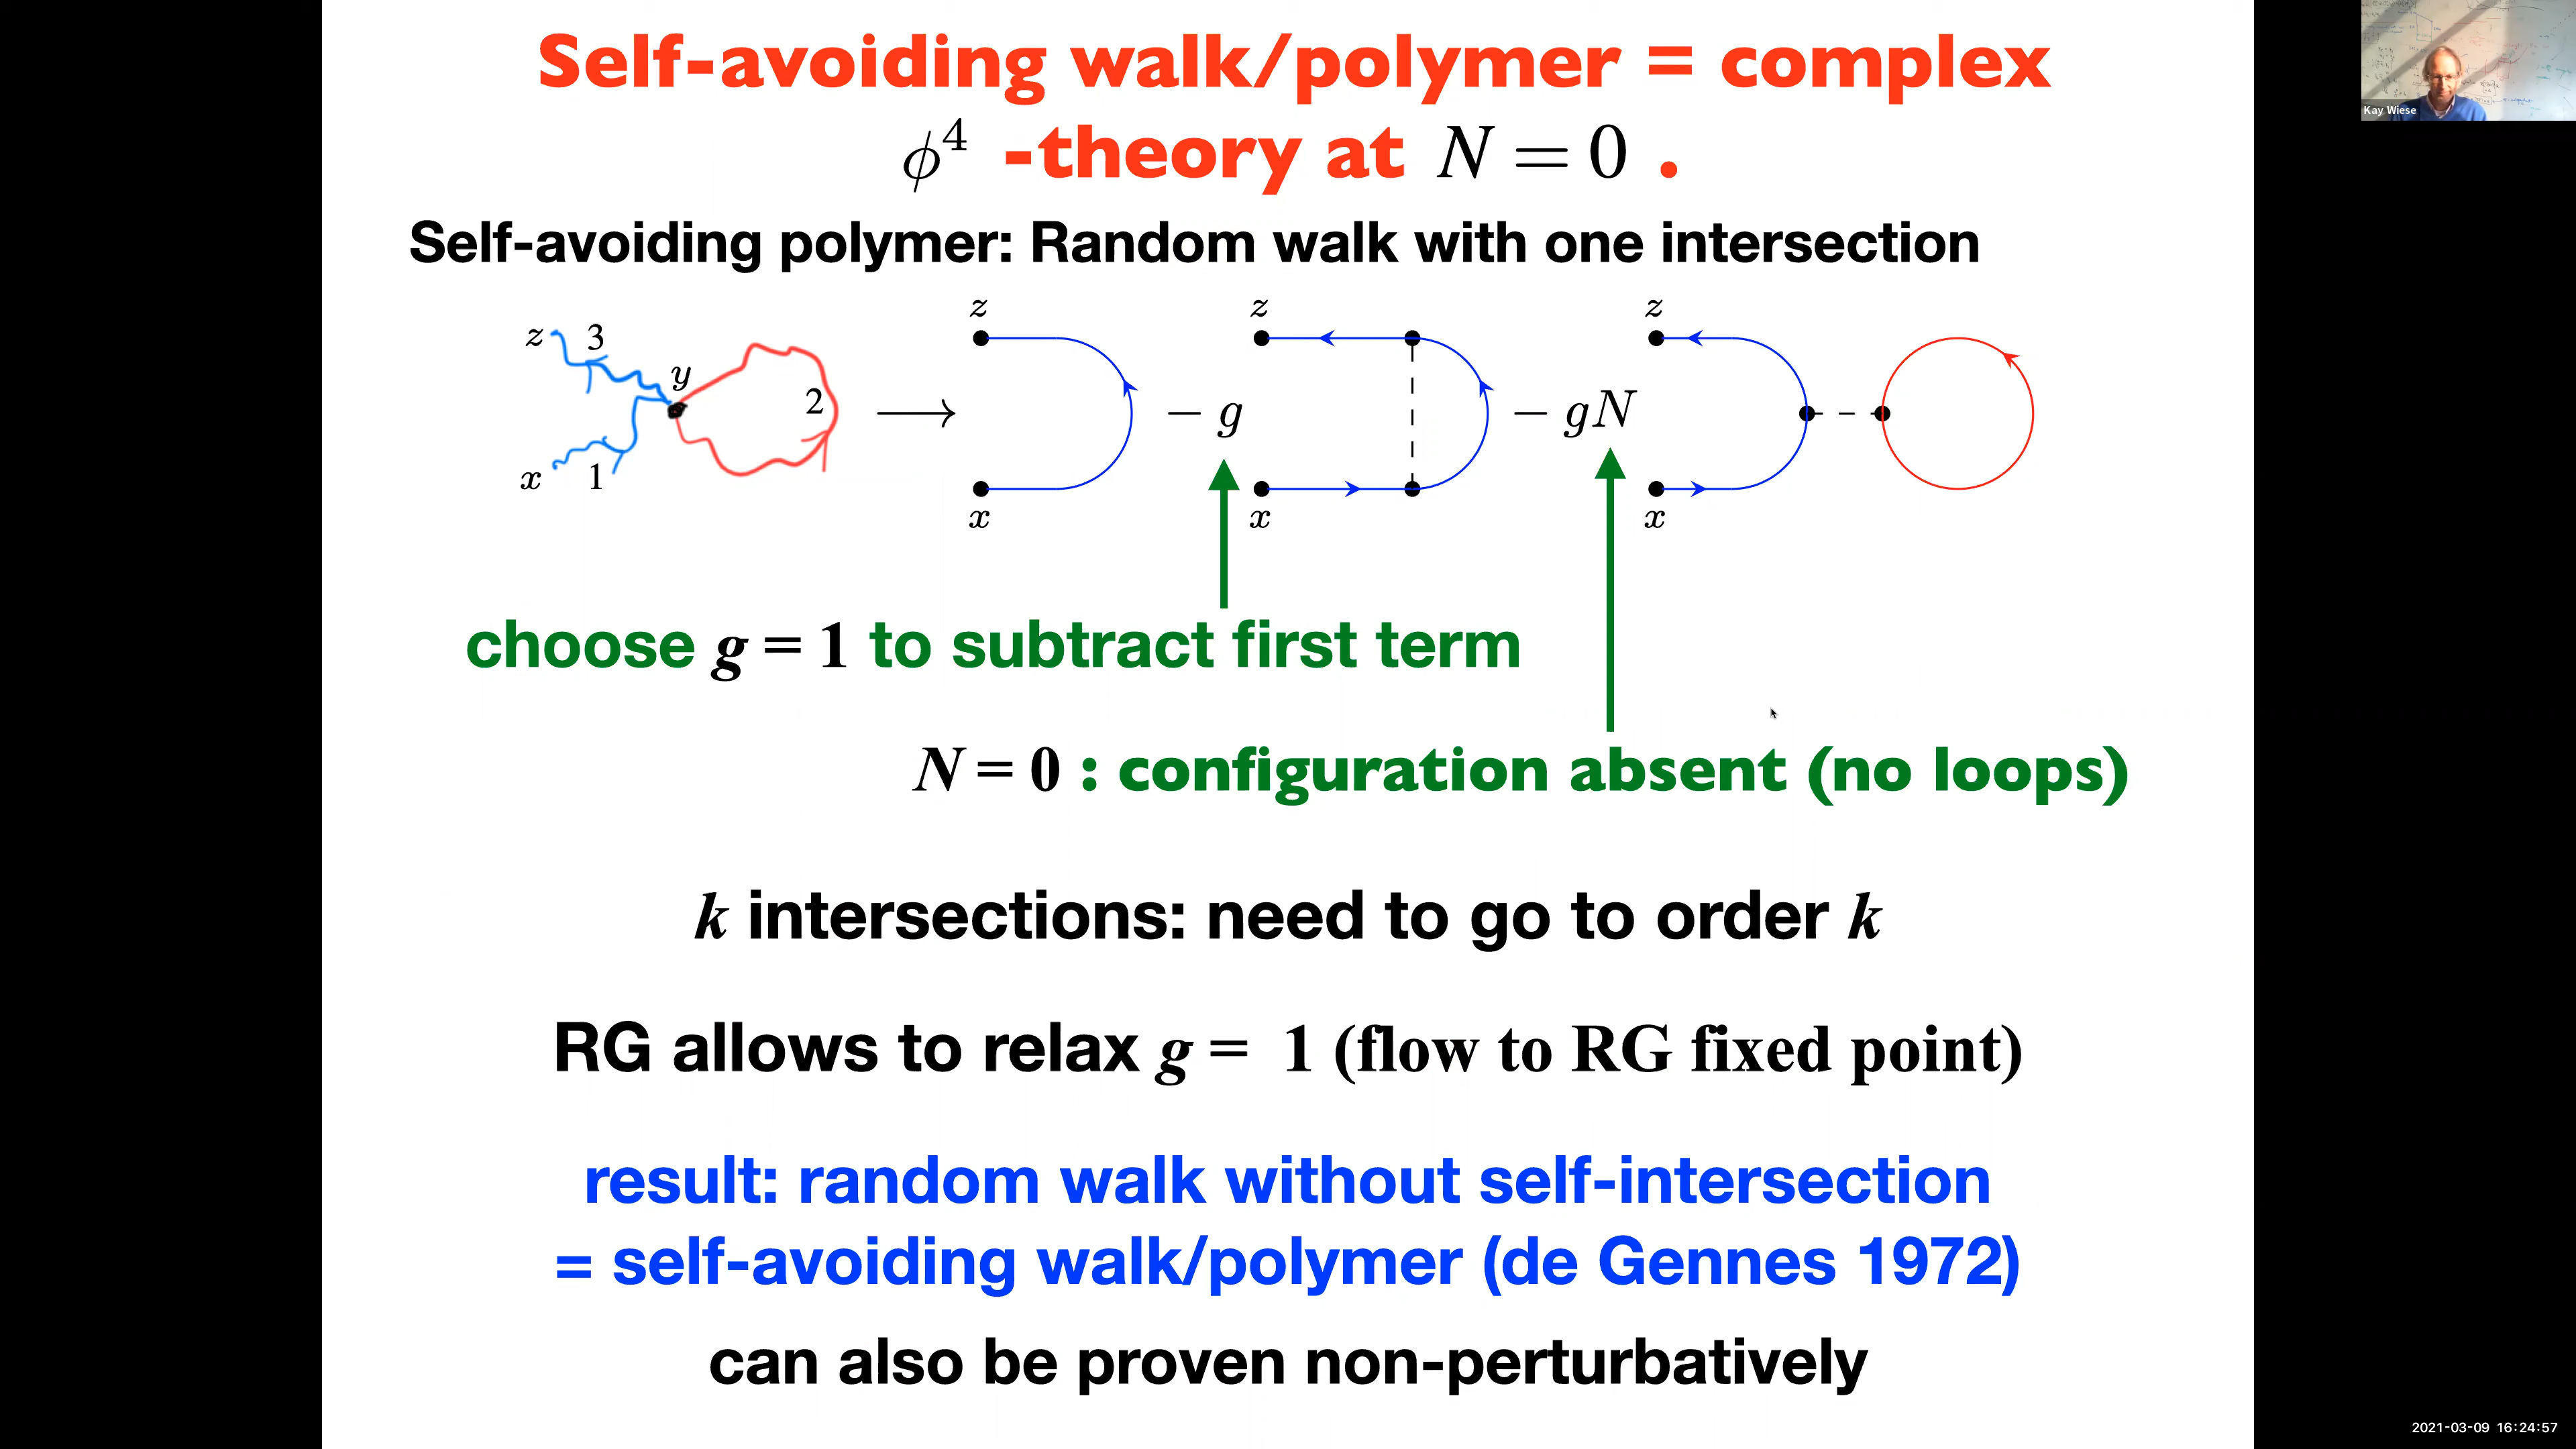 Self-avoiding walk/polymer = complex
ϕ⁴ -theory at N = 0 .
Kay Wiese
Self-avoiding polymer: Random walk with one intersection
z 3 y 2 x 1 ⟶ z x − g z x − gN z x
choose g = 1 to subtract first term
N = 0 : configuration absent (no loops)
k intersections: need to go to order k
RG allows to relax g = 1 (flow to RG fixed point)
result: random walk without self-intersection
= self-avoiding walk/polymer (de Gennes 1972)
can also be proven non-perturbatively
2021-03-09 16:24:57